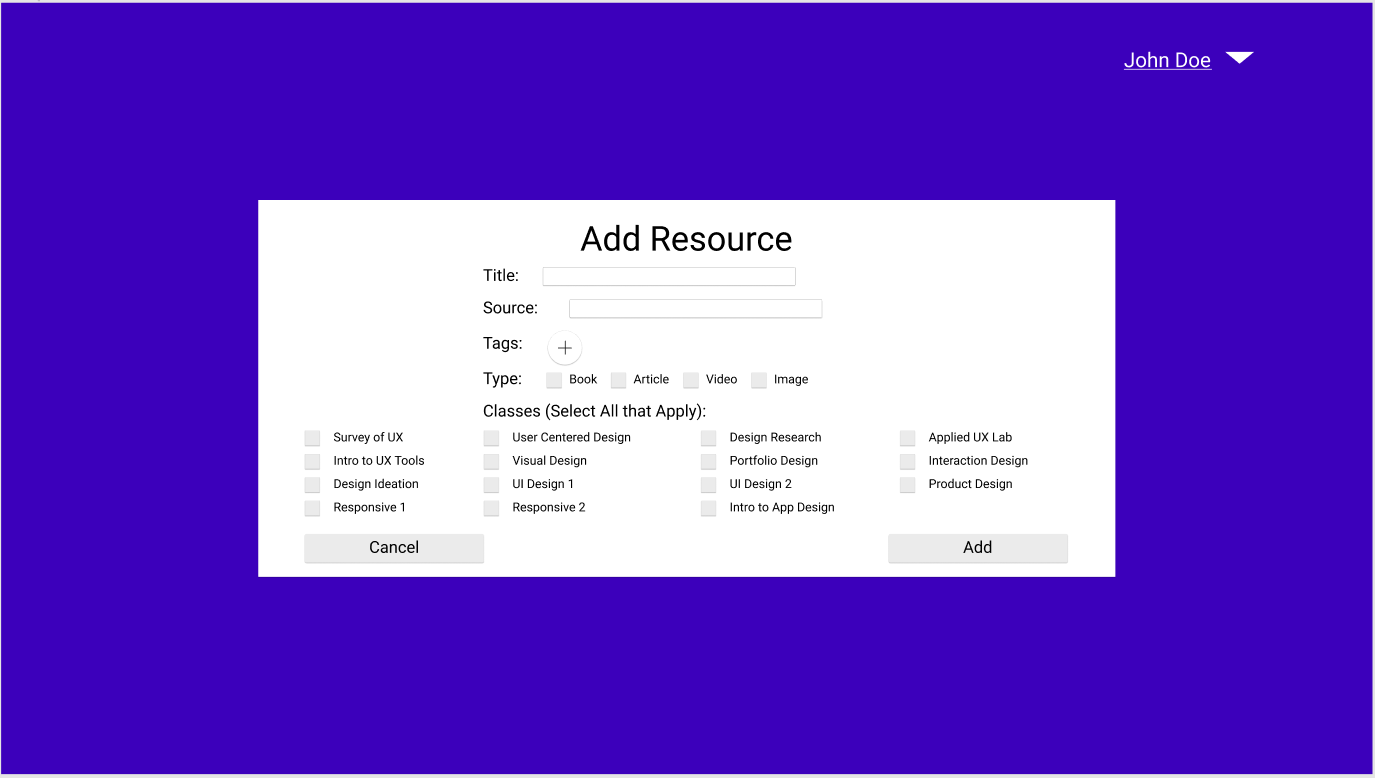 John Doe
Add Resource
Title:
Source:
Tags:
Type: Book Article Video Image
Classes (Select All that Apply):
Survey of UX User Centered Design Design Research Applied UX Lab
Intro to UX Tools Visual Design Portfolio Design Interaction Design
Design Ideation UI Design 1 UI Design 2 Product Design
Responsive 1 Responsive 2 Intro to App Design
Cancel Add